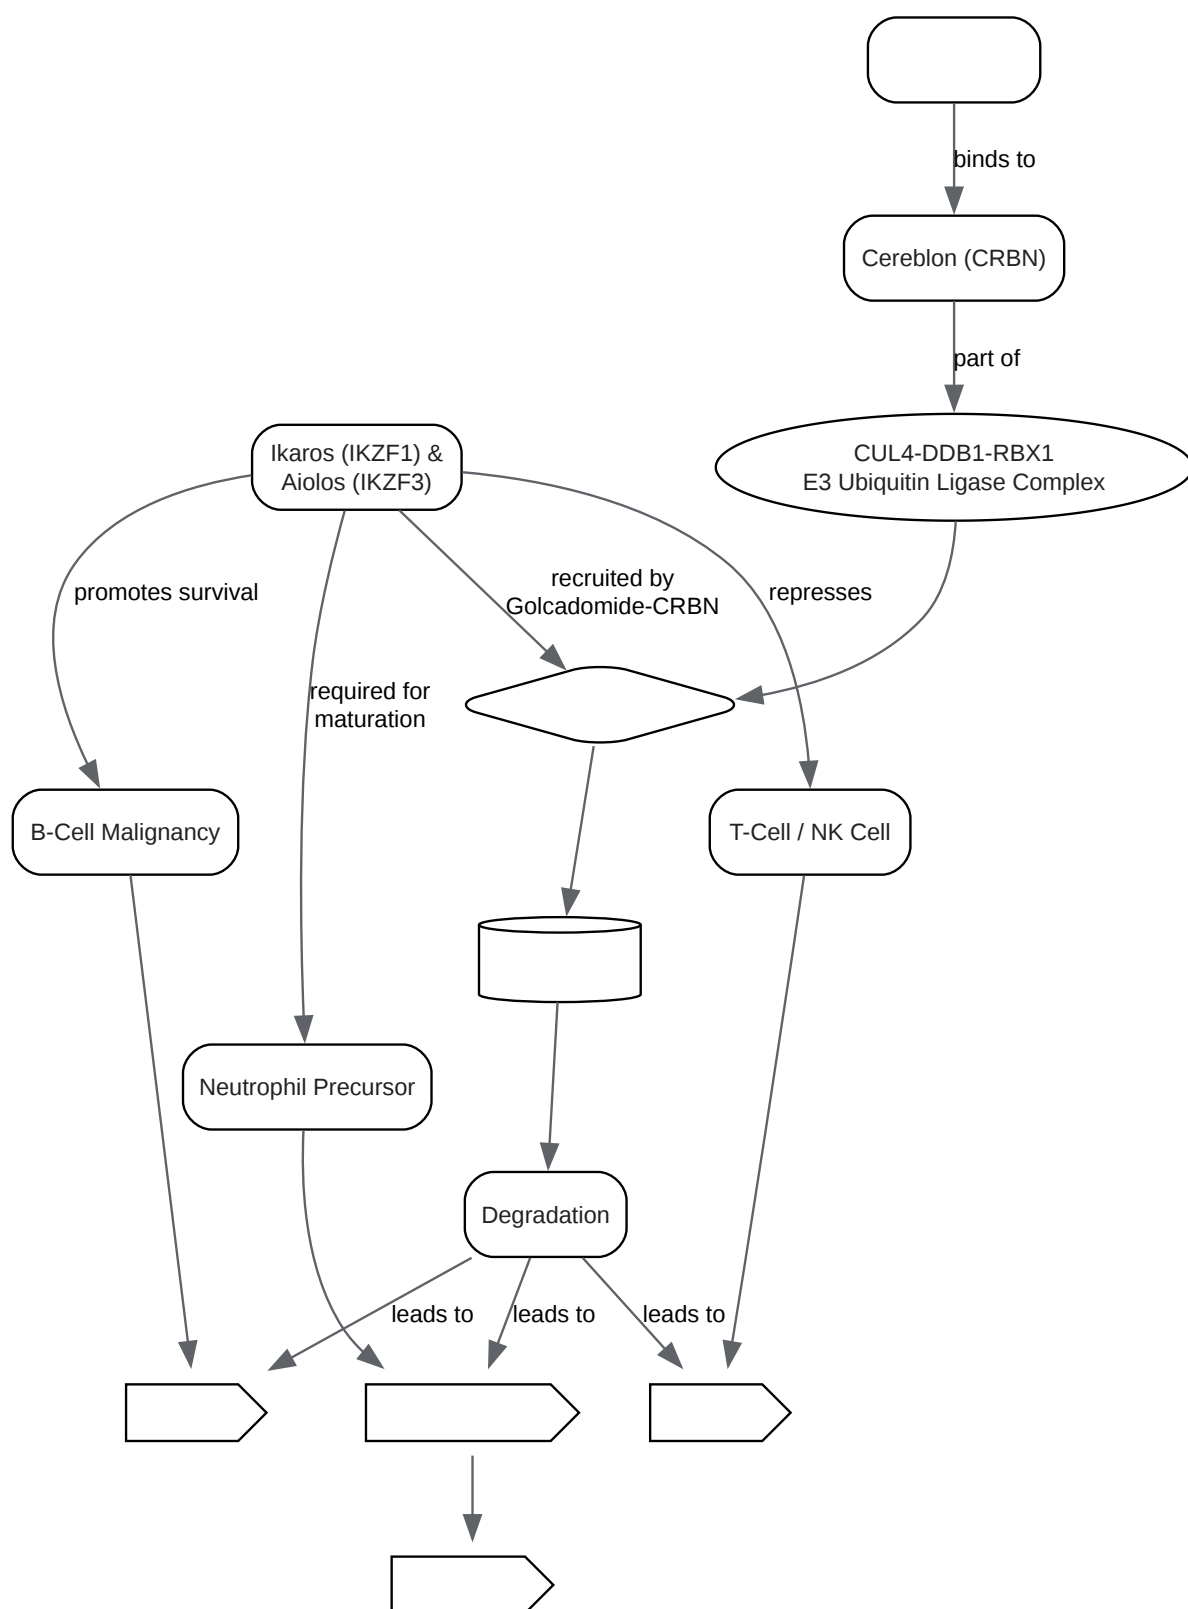 binds to
Cereblon (CRBN)
part of
Ikaros (IKZF1) &
Aiolos (IKZF3)
CUL4-DDB1-RBX1
E3 Ubiquitin Ligase Complex
promotes survival
recruited by
Golcadomide-CRBN
represses
required for
maturation
B-Cell Malignancy
T-Cell / NK Cell
Neutrophil Precursor
Degradation
leads to
leads to
leads to